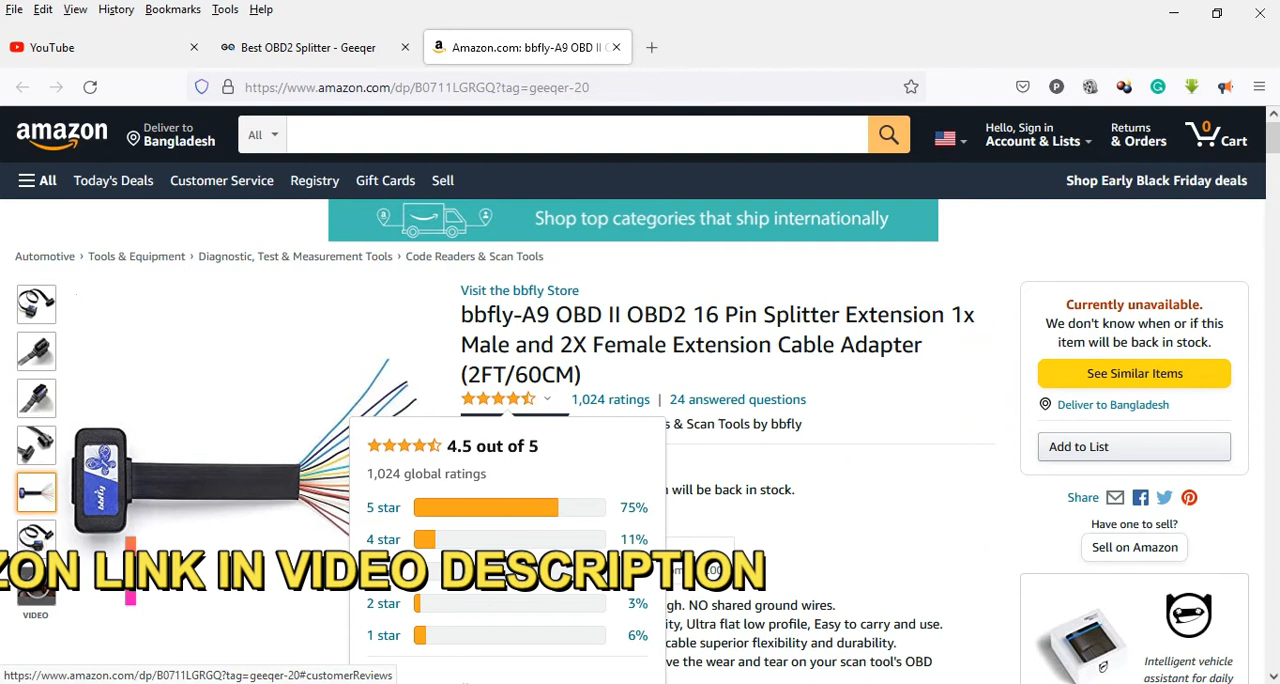 File Edit View History Bookmarks Tools Help
YouTube
Best OBD2 Splitter - Geeqer
Amazon.com: bbfly-A9 OBD II
https://www.amazon.com/dp/B0711LGRGQ?tag=geeqer-20
amazon
Deliver to
Bangladesh
All
Hello, Sign in
Account & Lists
Returns
& Orders
0
Cart
All Today's Deals Customer Service Registry Gift Cards Sell
Shop Early Black Friday deals
Shop top categories that ship internationally
Automotive › Tools & Equipment › Diagnostic, Test & Measurement Tools › Code Readers & Scan Tools
Visit the bbfly Store
bbfly-A9 OBD II OBD2 16 Pin Splitter Extension 1x
Male and 2X Female Extension Cable Adapter
(2FT/60CM)
1,024 ratings | 24 answered questions
s & Scan Tools by bbfly
4.5 out of 5
1,024 global ratings
5 star 75%
4 star 11%
2 star 3%
1 star 6%
will be back in stock.
gh. NO shared ground wires.
ity, Ultra flat low profile, Easy to carry and use.
cable superior flexibility and durability.
ve the wear and tear on your scan tool's OBD
bbfly
ZON LINK IN VIDEO DESCRIPTION
VIDEO
Currently unavailable.
We don't know when or if this
item will be back in stock.
See Similar Items
Deliver to Bangladesh
Add to List
Share
Have one to sell?
Sell on Amazon
Intelligent vehicle
assistant for daily
https://www.amazon.com/dp/B0711LGRGQ?tag=geeqer-20#customerReviews